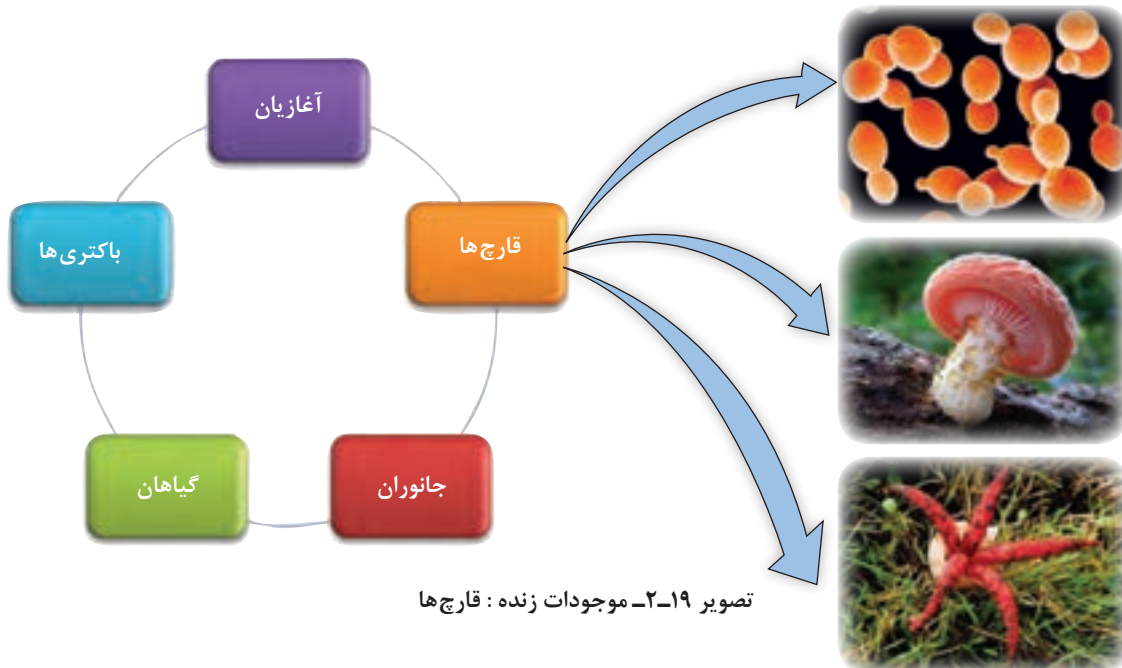 آغازیان
باکتری‌ها
قارچ‌ها
گیاهان
جانوران
تصویر ۱۹ـ۲ـ موجودات زنده : قارچ‌ها